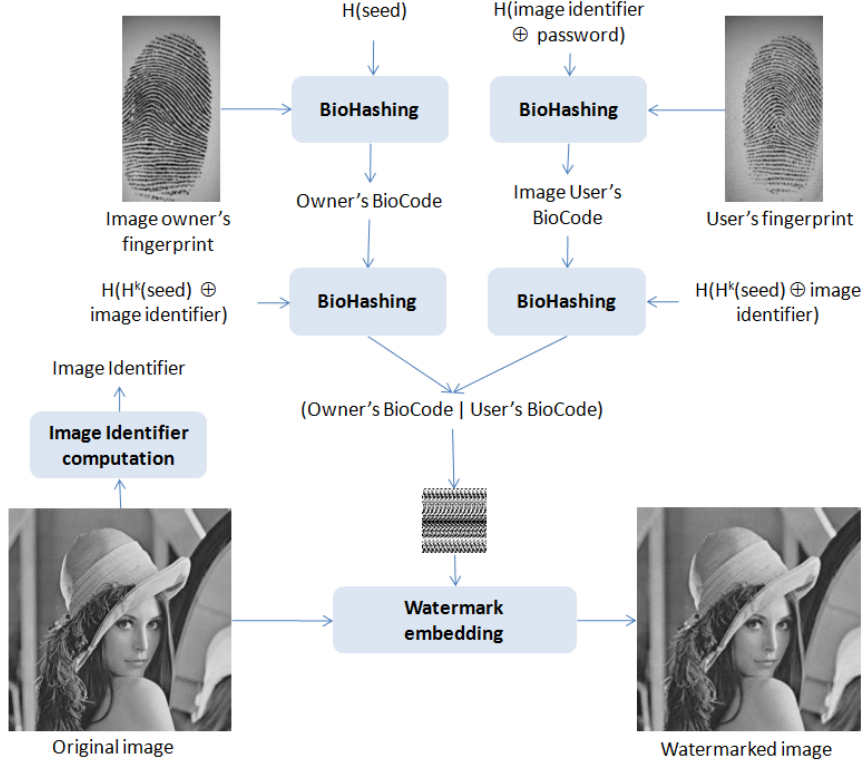 H(seed)
H(image identifier
⊕ password)
BioHashing
BioHashing
Image owner's
fingerprint
Owner's BioCode
Image User's
BioCode
User's fingerprint
H(Hᵏ(seed) ⊕
image identifier)
BioHashing
BioHashing
H(Hᵏ(seed) ⊕ image
identifier)
Image Identifier
(Owner's BioCode | User's BioCode)
Image Identifier
computation
Watermark
embedding
Original image
Watermarked image